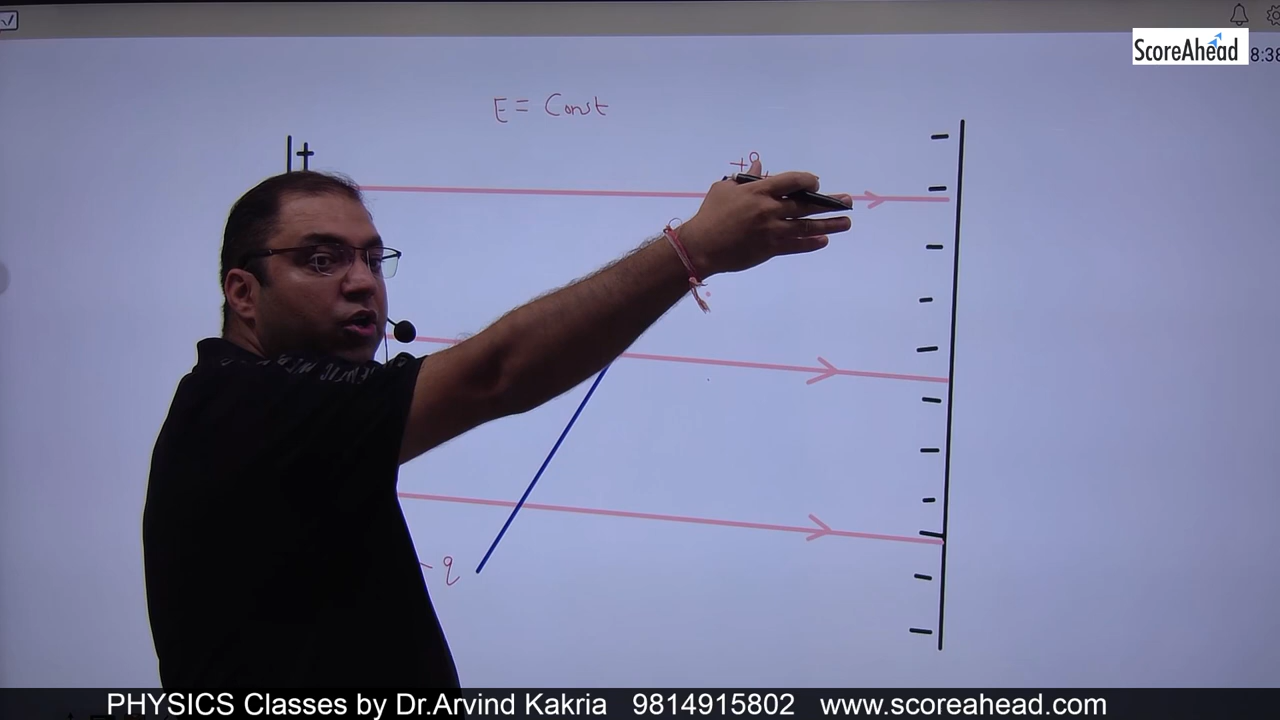 ScoreAhead
8:38
E = Const
+
- q
PHYSICS Classes by Dr.Arvind Kakria 9814915802 www.scoreahead.com